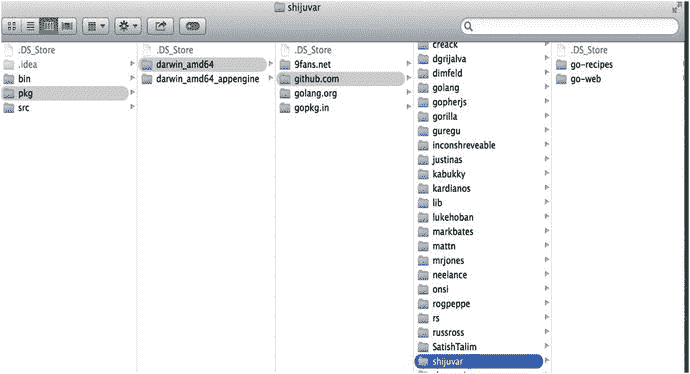 shijuvar
.DS_Store
.idea
bin
pkg
src
.DS_Store
darwin_amd64
darwin_amd64_appengine
.DS_Store
9fans.net
github.com
golang.org
gopkg.in
creack
dgrijalva
dimfeld
golang
gopherjs
gorilla
guregu
inconshreveable
justinas
kabukky
kardianos
lib
lukehoban
markbates
mattn
mrjones
neelance
onsi
rogpeppe
rs
russross
SatishTalim
shijuvar
.DS_Store
go-recipes
go-web